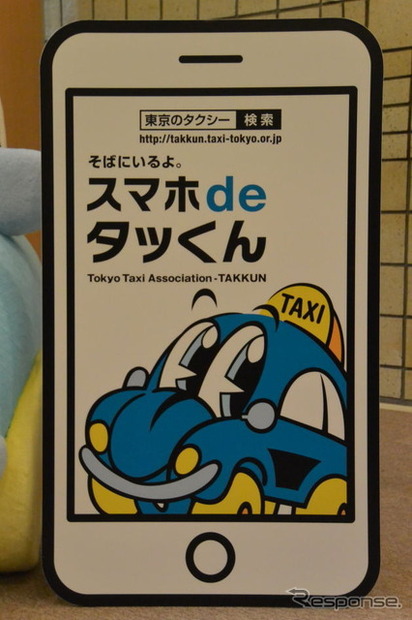 東京のタクシー 検索
http://takkun.taxi-tokyo.or.jp
そばにいるよ。
スマホde
タッくん
Tokyo Taxi Association-TAKKUN
TAXI
Response.